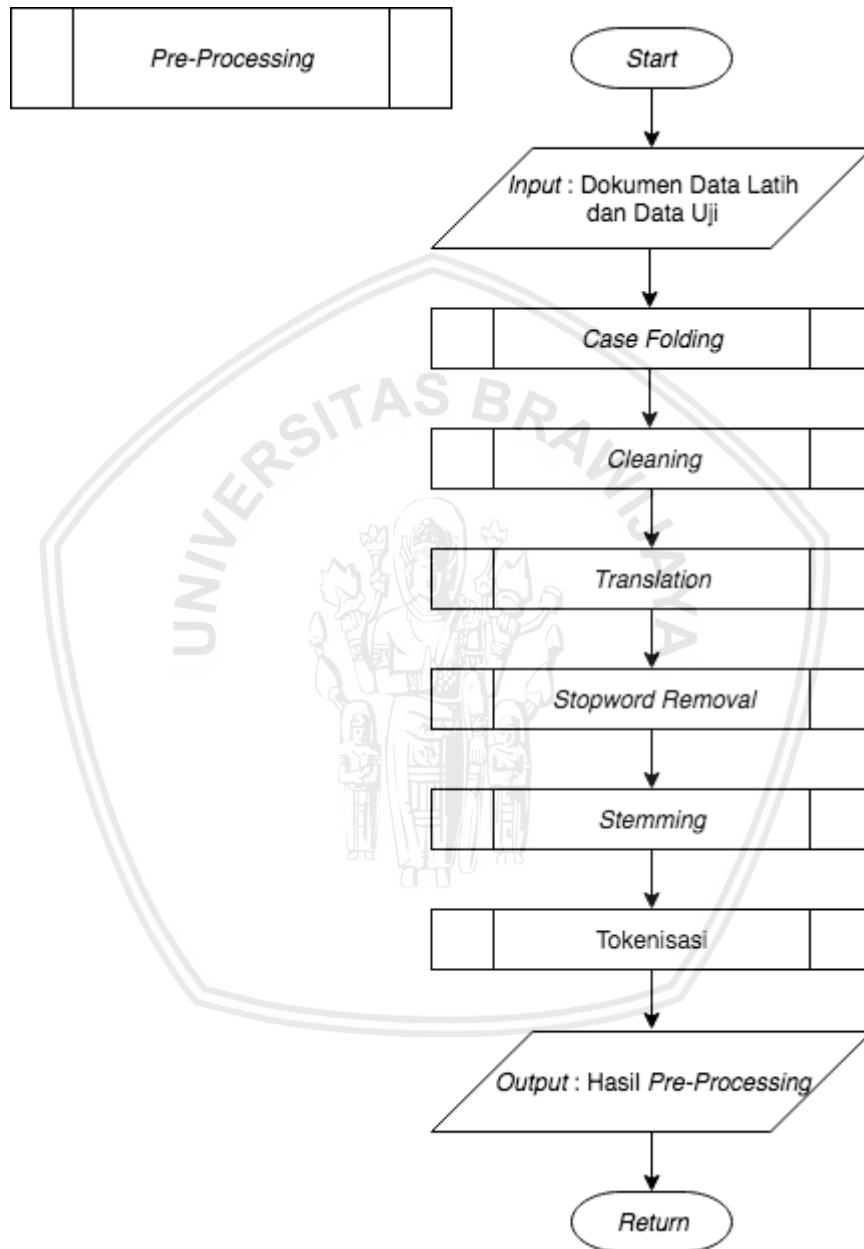 Pre-Processing
Start
Input : Dokumen Data Latih
dan Data Uji
Case Folding
UNIVERSITAS BRAWIJAYA
Cleaning
Translation
Stopword Removal
Stemming
Tokenisasi
Output : Hasil Pre-Processing
Return